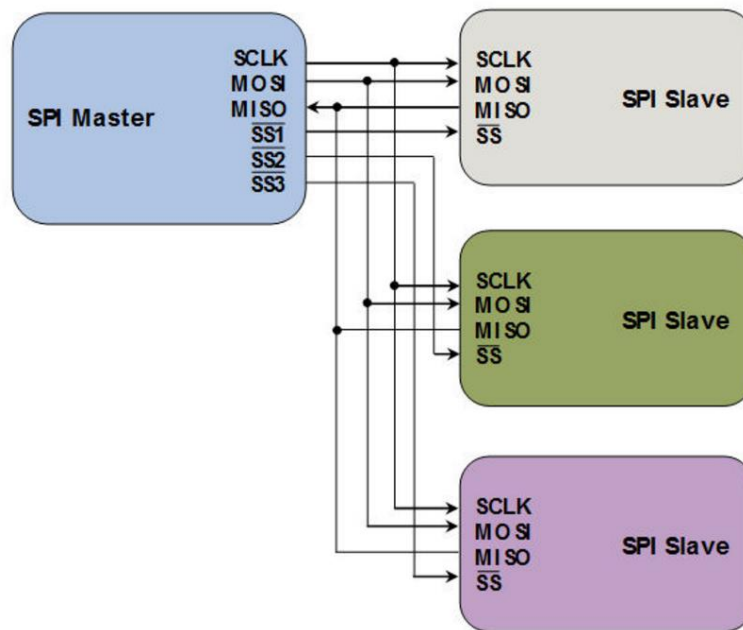 SPI Master
SCLK
MOSI
MISO
SS1
SS2
SS3
SCLK
MOSI
MISO
SS
SPI Slave
SCLK
MOSI
MISO
SS
SPI Slave
SCLK
MOSI
MISO
SS
SPI Slave